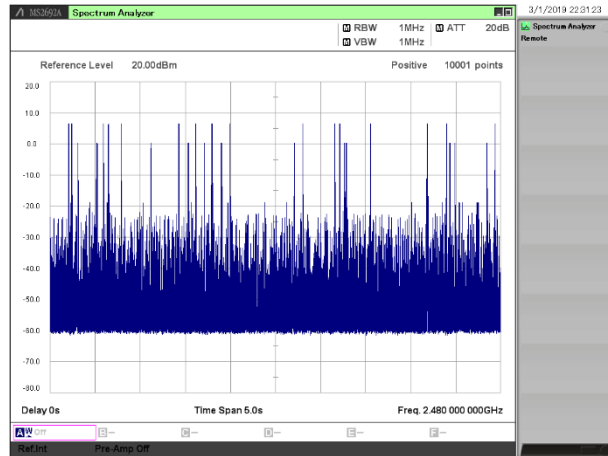 MS2692A Spectrum Analyzer
3/1/2019 22:31:23
RBW 1MHz ATT 20dB
VBW 1MHz
Spectrum Analyzer
Remote
Reference Level 20.00dBm Positive 10001 points
20.0
10.0
0.0
-10.0
-20.0
-30.0
-40.0
-50.0
-60.0
-70.0
-80.0
Delay 0s Time Span 5.0s Freq. 2.480 000 000GHz
A W Off B-- C-- D-- E-- F--
Ref.Int Pre-Amp Off